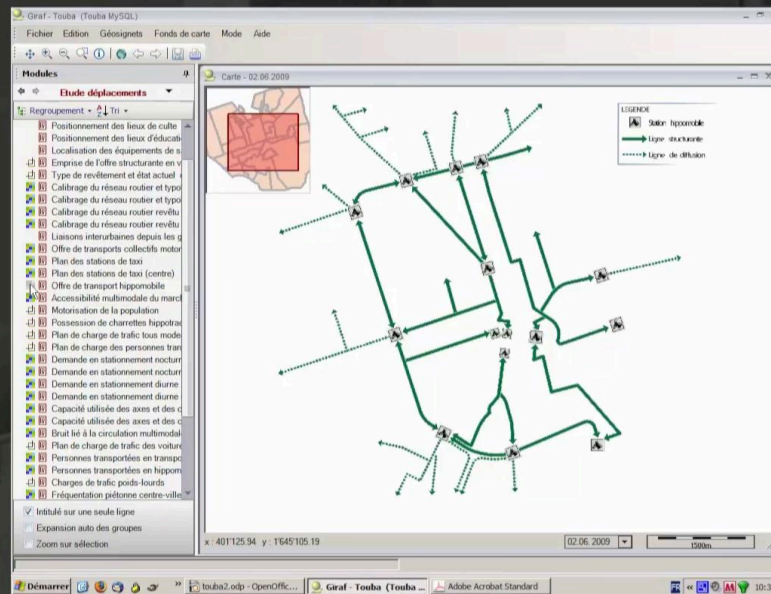 Giraf - Touba (Touba MySQL)
Fichier Edition Géosignets Fonds de carte Mode Aide
Modules
Etude déplacements
Regroupement Tri
Positionnement des lieux de culte
Positionnement des lieux d'éducati
Localisation des équipements de s
Emprise de l'offre structurante en v
Type de revêtement et état actuel
Calibrage du réseau routier et typo
Calibrage du réseau routier et typo
Calibrage du réseau routier revêtu
Calibrage du réseau routier revêtu
Liaisons interurbaines depuis les g
Offre de transports collectifs motor
Plan des stations de taxi
Plan des stations de taxi (centre)
Offre de transport hippomobile
Accessibilité multimodale du march
Motorisation de la population
Possession de charrettes hippotrac
Plan de charge de trafic tous mode
Plan de charge des personnes tran
Demande en stationnement nocturr
Demande en stationnement nocturr
Demande en stationnement diurne
Demande en stationnement diurne
Capacité utilisée des axes et des c
Capacité utilisée des axes et des c
Bruit lié à la circulation multimodal
Plan de charge de trafic des voiture
Personnes transportées en transpo
Personnes transportées en hippom
Charges de trafic poids-lourds
Fréquentation piétonne centre-ville
Intitulé sur une seule ligne
Expansion auto des groupes
Zoom sur sélection
Carte - 02.06.2009
LEGENDE
Station hippomobile
Ligne structurante
Ligne de diffusion
x : 401'125.94 y : 1'645'105.19
02.06.2009
1500m
Démarrer
touba2.odp - OpenOffic...
Giraf - Touba (Touba ...
Adobe Acrobat Standard
FR
10:3